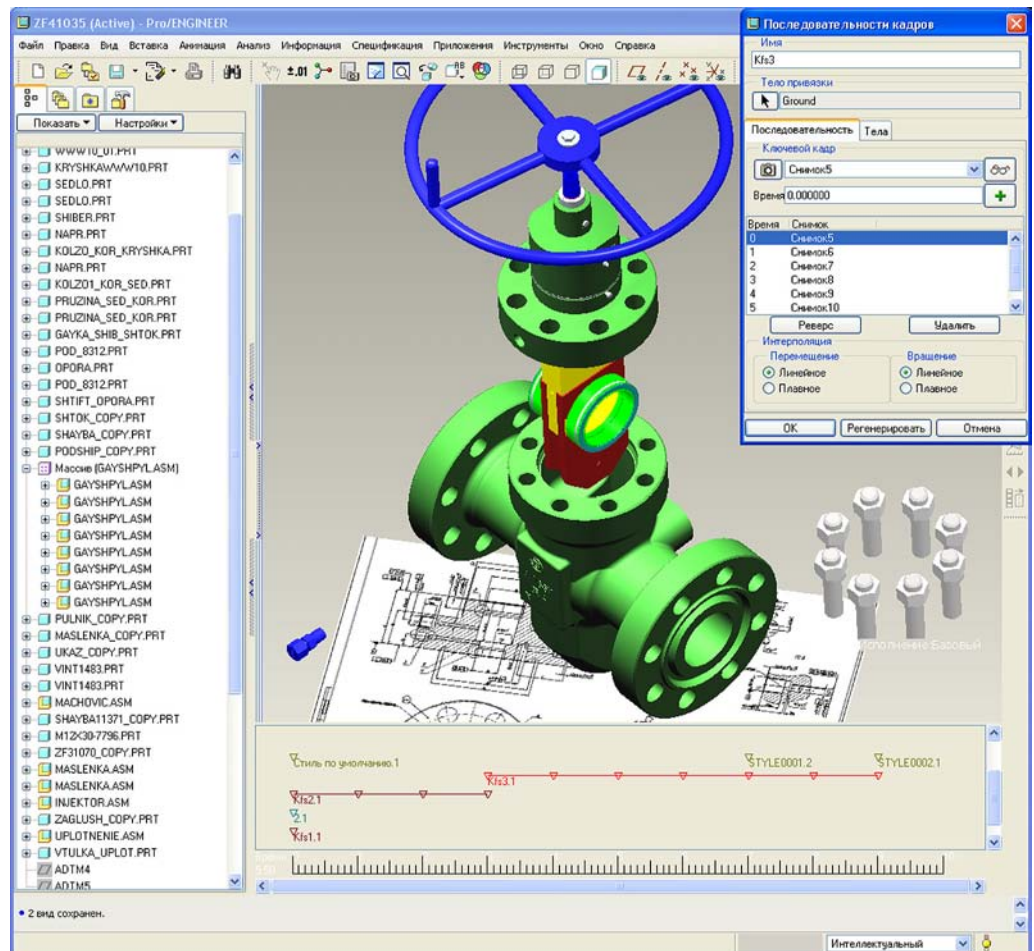 ZF41035 (Active) - Pro/ENGINEER
Файл Правка Вид Вставка Анимация Анализ Информация Спецификация Приложения Инструменты Окно Справка
Показать Настройки
WWW10_01.PRT
KRYSHKAWWW10.PRT
SEDLO.PRT
SEDLO.PRT
SHIBER.PRT
NAPR.PRT
KOLZO_KOR_KRYSHKA.PRT
NAPR.PRT
KOLZO1_KOR_SED.PRT
PRUZINA_SED_KOR.PRT
PRUZINA_SED_KOR.PRT
GAYKA_SHIB_SHTOK.PRT
POD_8312.PRT
OPORA.PRT
POD_8312.PRT
SHTIFT_OPORA.PRT
SHTOK_COPY.PRT
SHAYBA_COPY.PRT
PODSHIP_COPY.PRT
Массив (GAYSHPYL.ASM)
GAYSHPYL.ASM
GAYSHPYL.ASM
GAYSHPYL.ASM
GAYSHPYL.ASM
GAYSHPYL.ASM
GAYSHPYL.ASM
GAYSHPYL.ASM
GAYSHPYL.ASM
PULNIK_COPY.PRT
MASLENKA_COPY.PRT
UKAZ_COPY.PRT
VINT1483.PRT
VINT1483.PRT
MACHOVIC.ASM
SHAYBA11371_COPY.PRT
M12X30-7796.PRT
ZF31070_COPY.PRT
MASLENKA.ASM
MASLENKA.ASM
INJEKTOR.ASM
ZAGLUSH_COPY.PRT
UPLOTNENIE.ASM
VTULKA_UPLOT.PRT
ADTM4
ADTM5
Последовательности кадров
Имя
Kfs3
Тело привязки
Ground
Последовательность Тела
Ключевой кадр
Снимок5
Время 0.000000
Время Снимок
0 Снимок5
1 Снимок6
2 Снимок7
3 Снимок8
4 Снимок9
5 Снимок10
Реверс Удалить
Интерполяция
Перемещение Вращение
Линейное Линейное
Плавное Плавное
OK Регенерировать Отмена
Исполнение Базовый
Стиль по умолчанию.1 STYLE0001.2 STYLE0002.1
Kfs3.1
Kfs2.1
2.1
Kfs1.1
2 вид сохранен.
Интеллектуальный